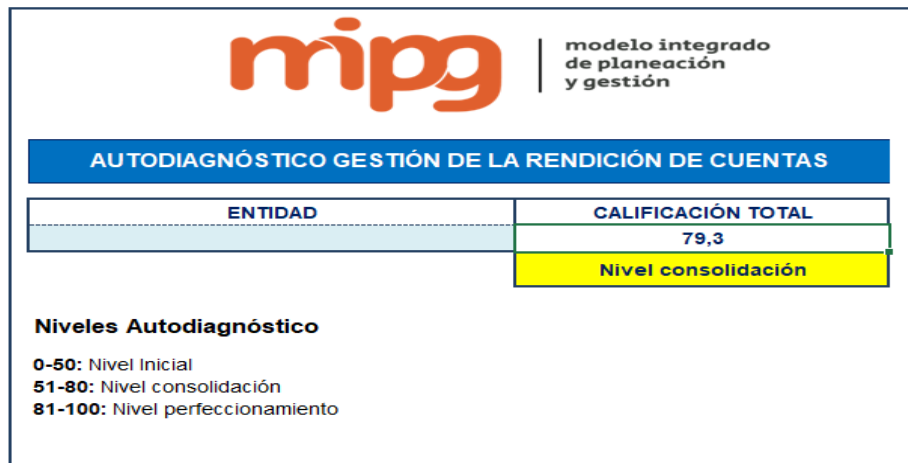 mipg
modelo integrado
de planeación
y gestión
AUTODIAGNÓSTICO GESTIÓN DE LA RENDICIÓN DE CUENTAS
ENTIDAD
CALIFICACIÓN TOTAL
79,3
Nivel consolidación
Niveles Autodiagnóstico
0-50: Nivel Inicial
51-80: Nivel consolidación
81-100: Nivel perfeccionamiento